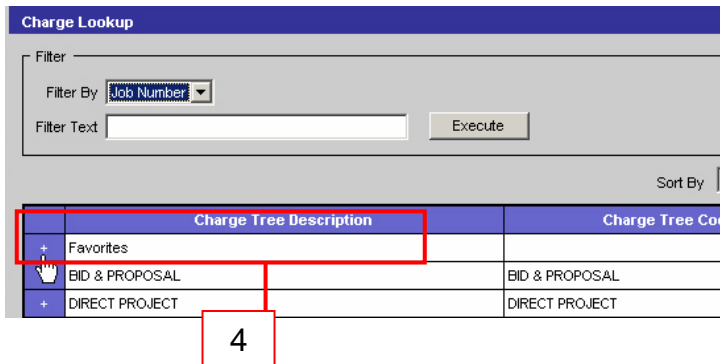 Charge Lookup
Filter
Filter By Job Number
Filter Text Execute
Sort By
Charge Tree Description Charge Tree Co
+ Favorites
BID & PROPOSAL BID & PROPOSAL
+ DIRECT PROJECT DIRECT PROJECT
4